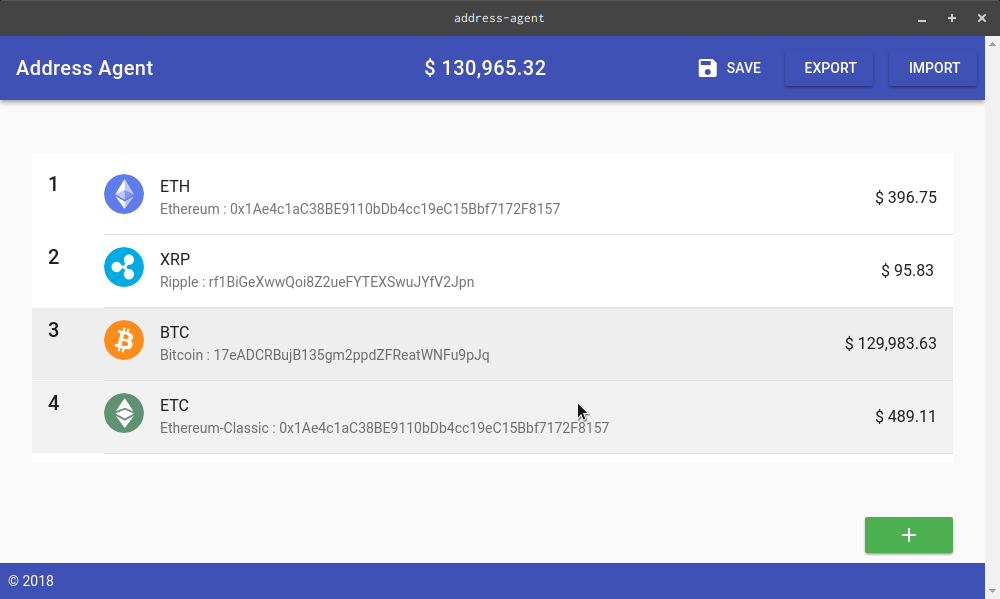 address-agent
Address Agent
$ 130,965.32
SAVE
EXPORT
IMPORT
1
ETH
Ethereum : 0x1Ae4c1aC38BE9110bDb4cc19eC15Bbf7172F8157
$ 396.75
2
XRP
Ripple : rf1BiGeXwwQoi8Z2ueFYTEXSwuJYfV2Jpn
$ 95.83
3
BTC
Bitcoin : 17eADCRBujB135gm2ppdZFReatWNFu9pJq
$ 129,983.63
4
ETC
Ethereum-Classic : 0x1Ae4c1aC38BE9110bDb4cc19eC15Bbf7172F8157
$ 489.11
© 2018